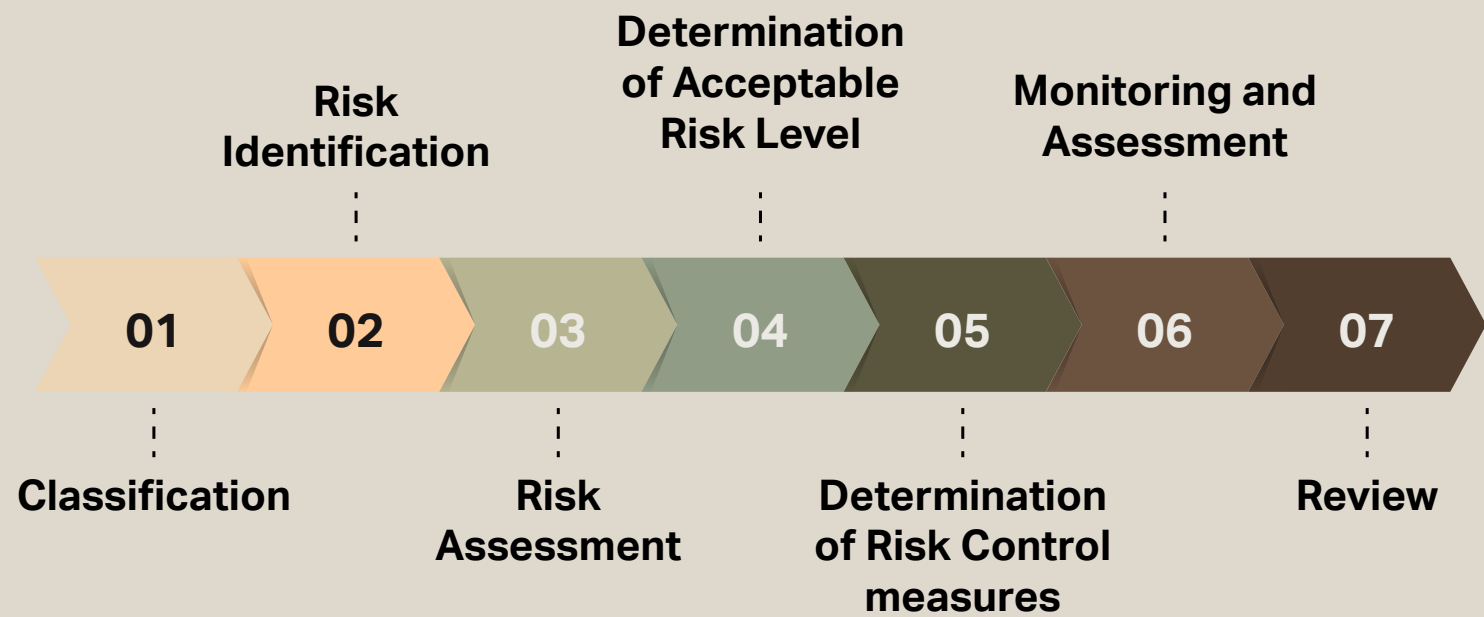 Determination
of Acceptable
Risk Level
Risk
Identification
Monitoring and
Assessment
01
02
03
04
05
06
07
Classification
Risk
Assessment
Determination
of Risk Control
measures
Review